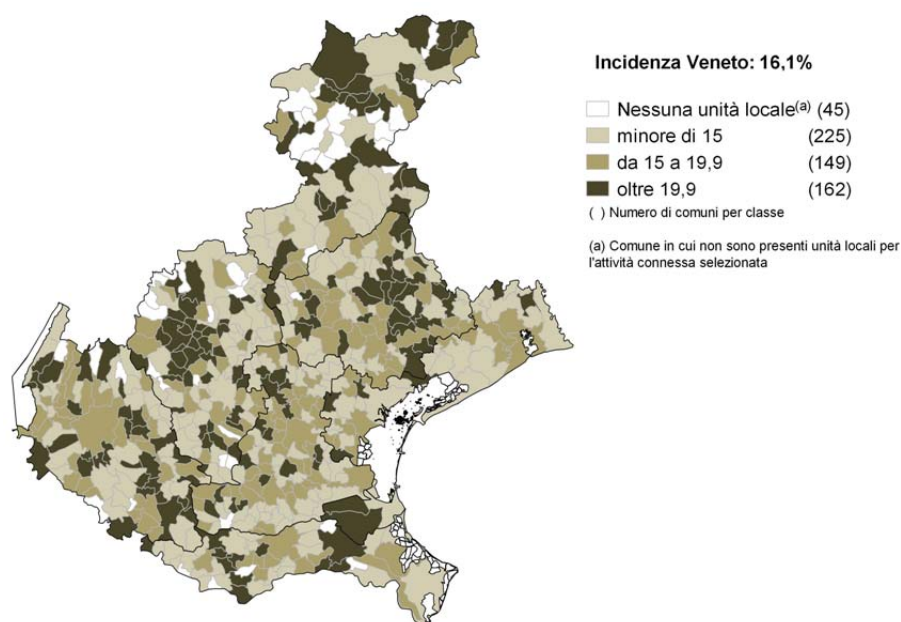 Incidenza Veneto: 16,1%
Nessuna unità locale(a) (45)
minore di 15 (225)
da 15 a 19,9 (149)
oltre 19,9 (162)
( ) Numero di comuni per classe
(a) Comune in cui non sono presenti unità locali per
l'attività connessa selezionata